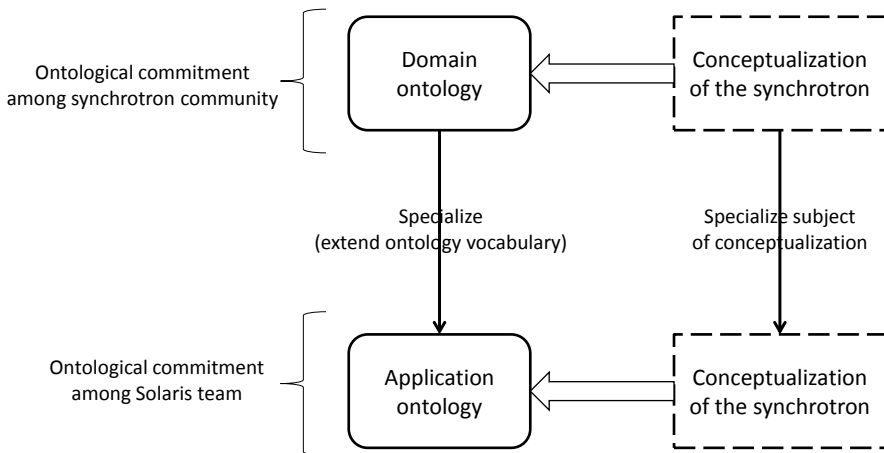 Ontological commitment
among synchrotron community
Domain
ontology
Conceptualization
of the synchrotron
Specialize
(extend ontology vocabulary)
Specialize subject
of conceptualization
Ontological commitment
among Solaris team
Application
ontology
Conceptualization
of the synchrotron